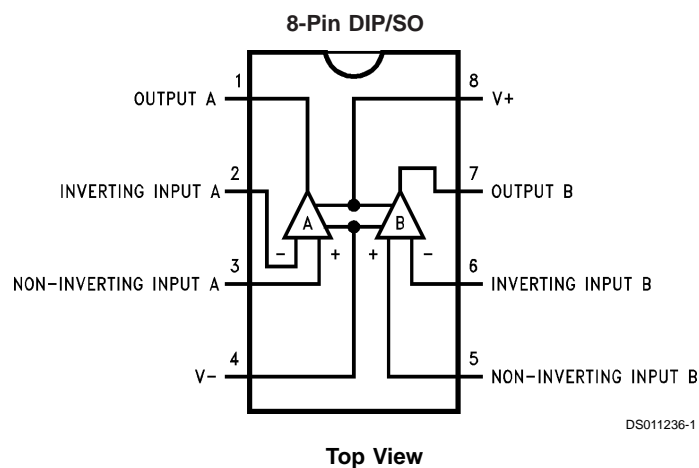 8-Pin DIP/SO
1
OUTPUT A
8
V+
2
INVERTING INPUT A
7
OUTPUT B
A
B
−
+
+
−
3
NON−INVERTING INPUT A
6
INVERTING INPUT B
4
V−
5
NON−INVERTING INPUT B
DS011236-1
Top View